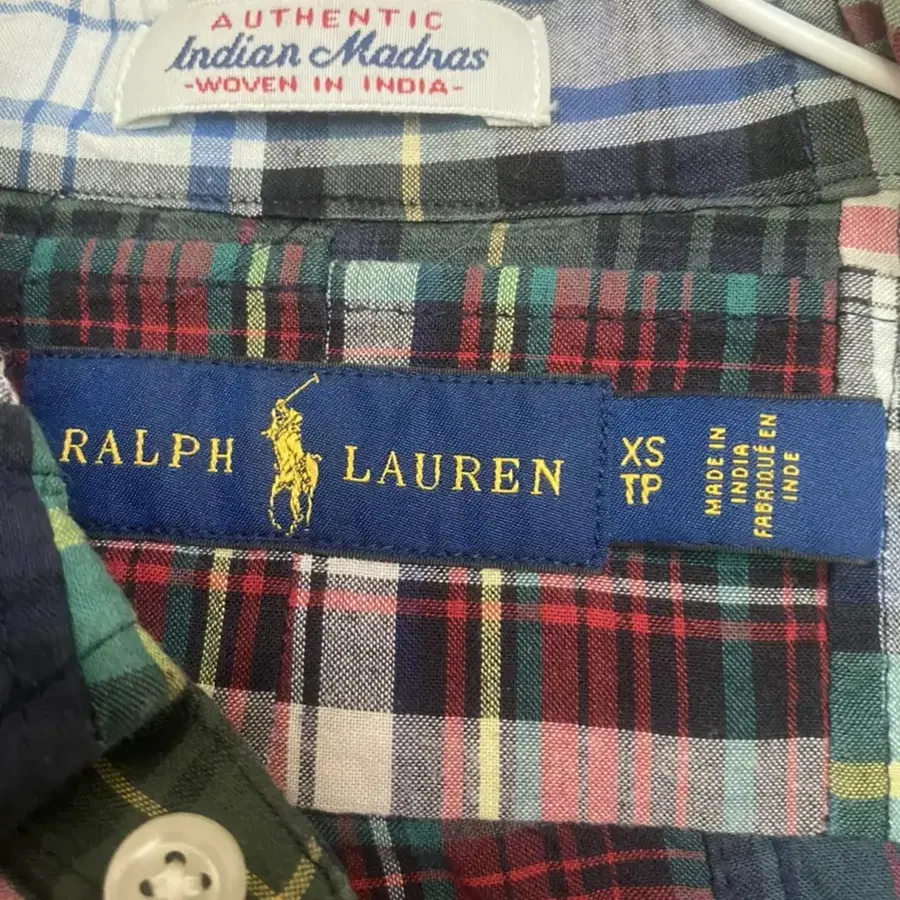 AUTHENTIC
Indian Madras
-WOVEN IN INDIA-
RALPH LAUREN
XS
TP
MADE IN
INDIA
FABRIQUÉ EN
INDE